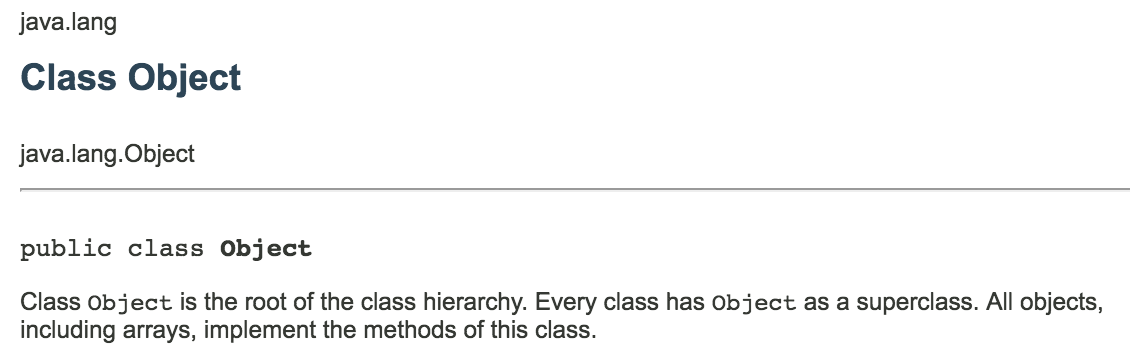 java.lang
Class Object
java.lang.Object
public class Object
Class Object is the root of the class hierarchy. Every class has Object as a superclass. All objects,
including arrays, implement the methods of this class.